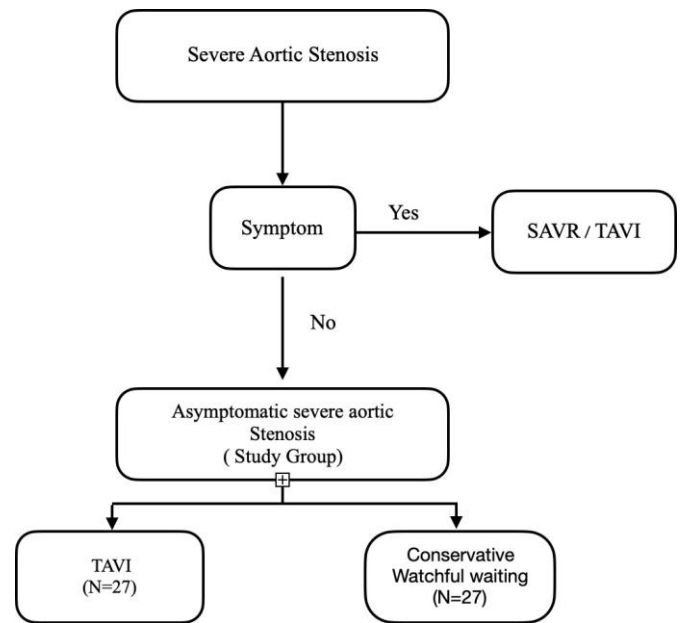 Severe Aortic Stenosis
Symptom
Yes
SAVR / TAVI
No
Asymptomatic severe aortic
Stenosis
( Study Group)
TAVI
(N=27)
Conservative
Watchful waiting
(N=27)